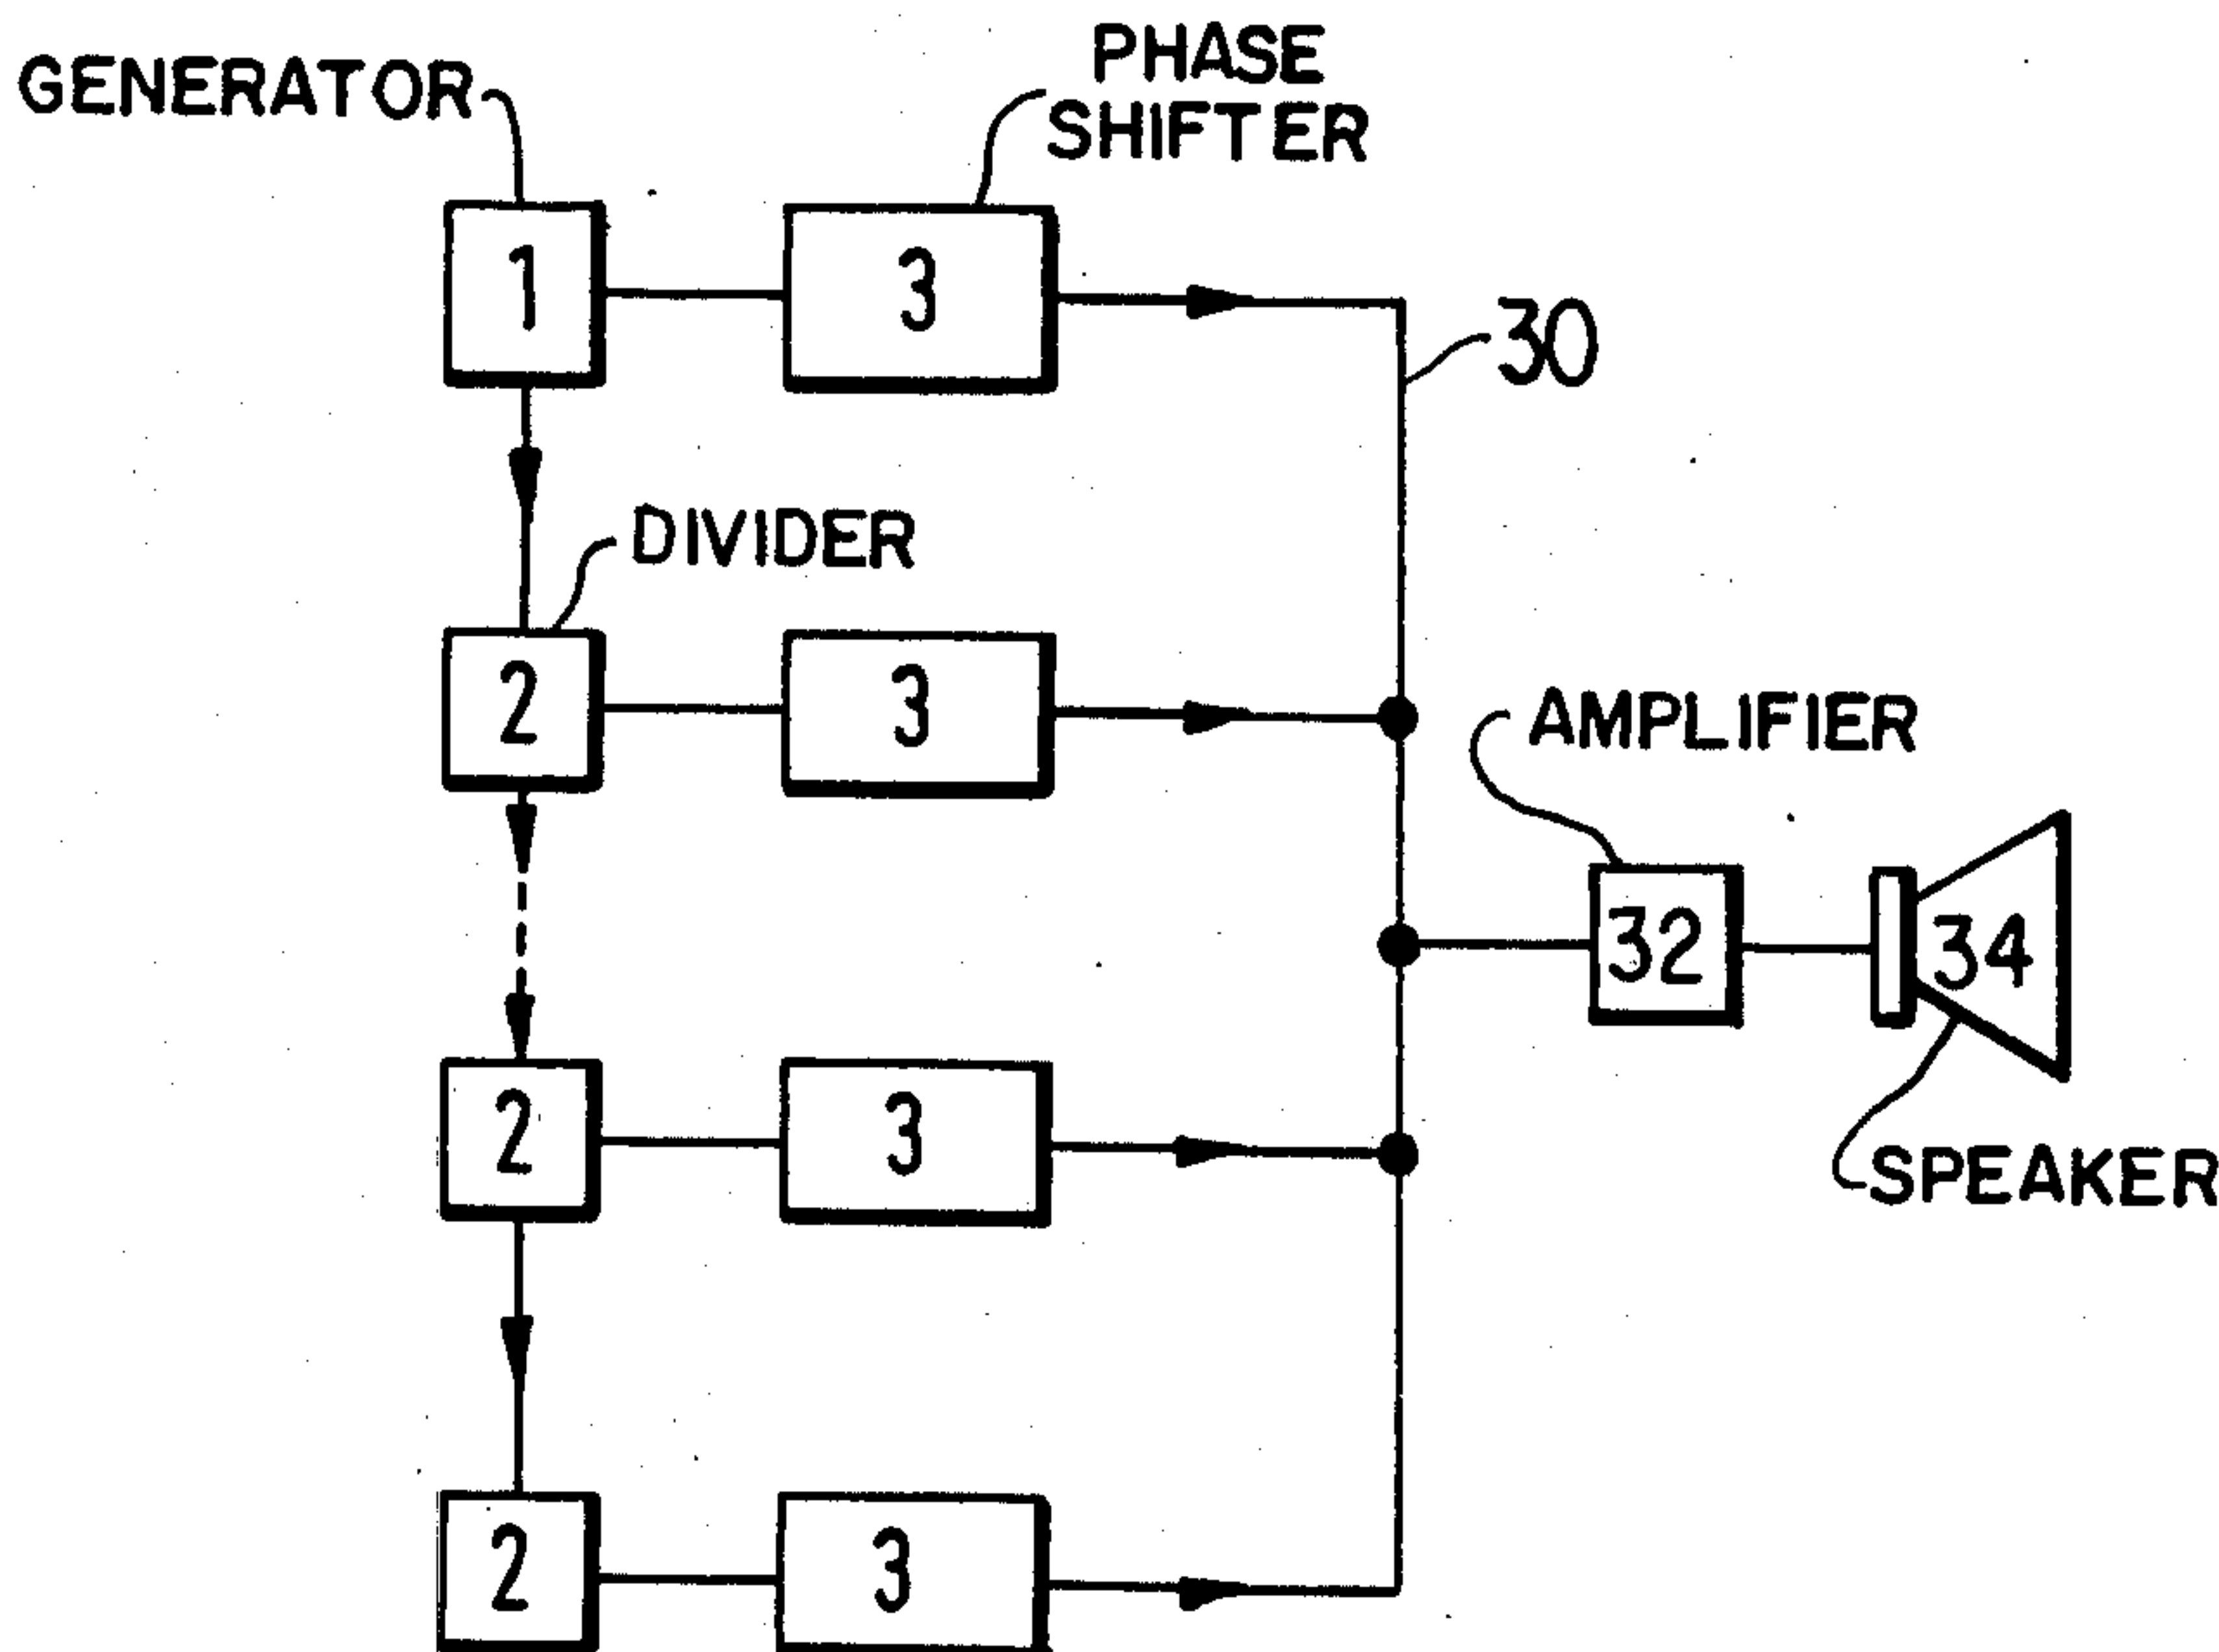 PHASE
SHIFTER
GENERATOR
1
3
30
DIVIDER
2
3
AMPLIFIER
32
34
2
3
SPEAKER
2
3